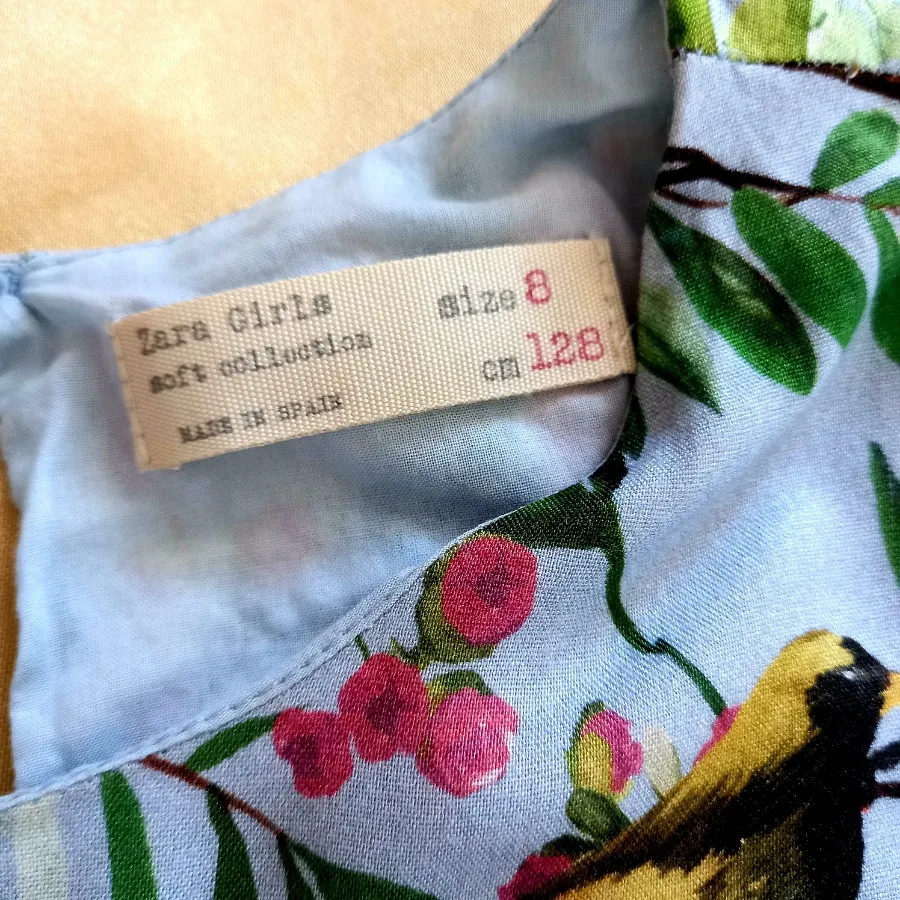 Zara Girls
soft collection
MADE IN SPAIN
size 8
cm 128